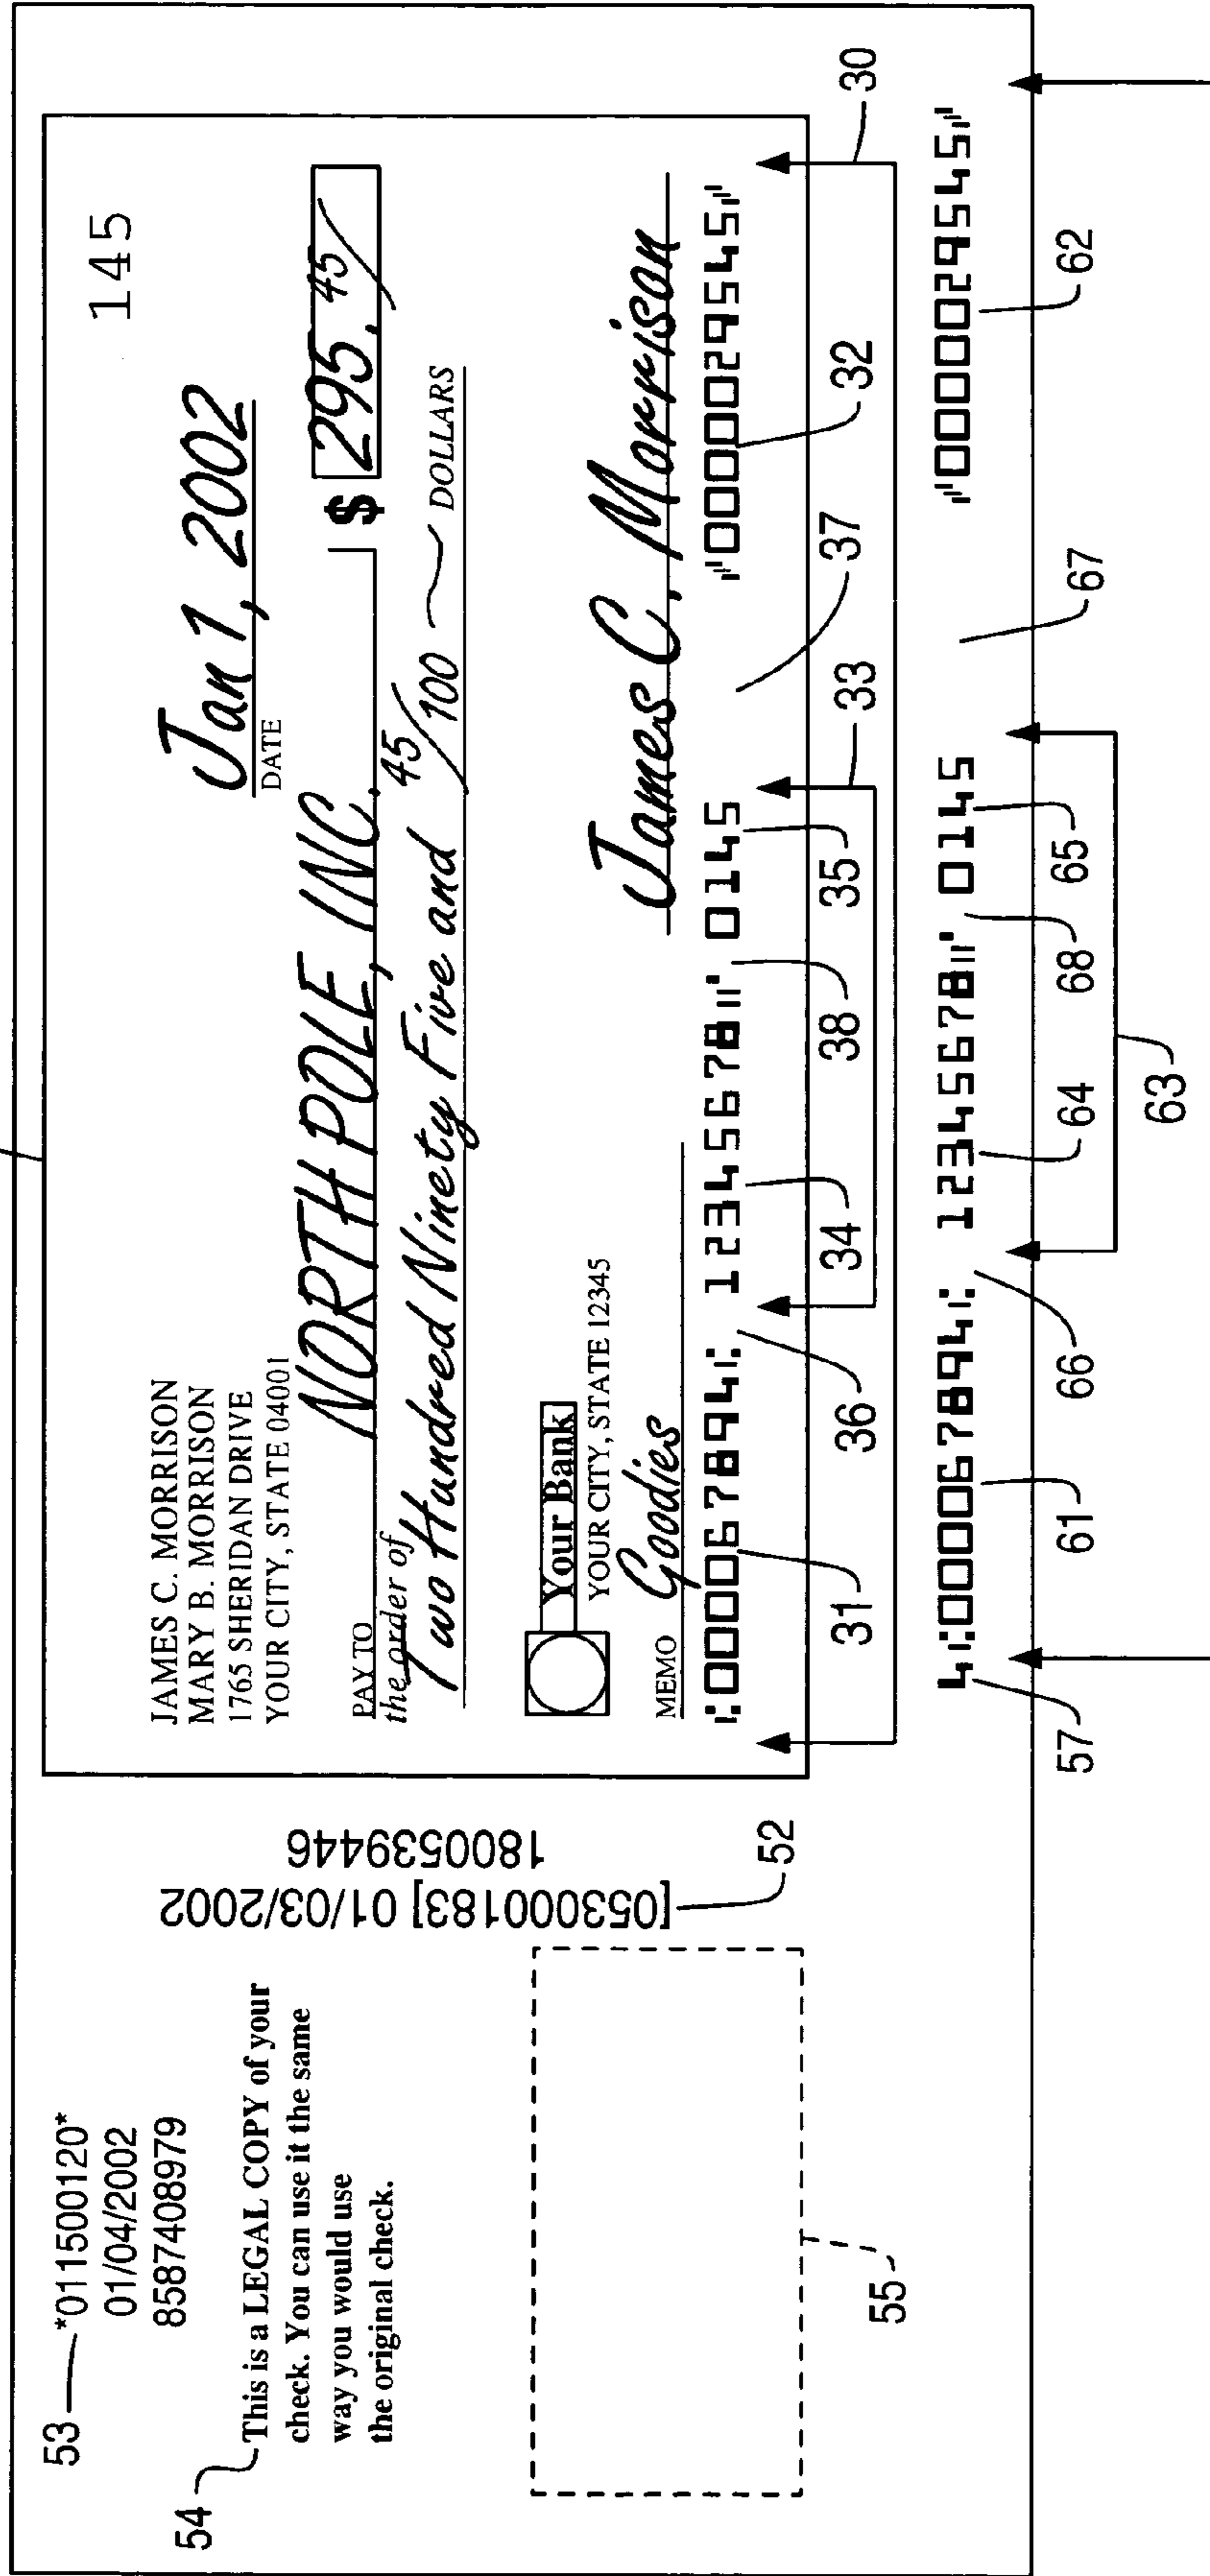 53
*011500120*
01/04/2002
8587408979
54
This is a LEGAL COPY of your
check. You can use it the same
way you would use
the original check.
55
[053000183] 01/03/2002
1800539446
52
JAMES C. MORRISON
MARY B. MORRISON
1765 SHERIDAN DRIVE
YOUR CITY, STATE 04001
145
Jan 1, 2002
DATE
PAY TO
the order of
NORTH POLE, INC.
$ 295.45/
Two Hundred Ninety Five and 45/100 DOLLARS
Your Bank
YOUR CITY, STATE 12345
MEMO Goodies
James C. Morrison
⑆000678941⑆ 12345678⑈ 0145 ⑈0000029545⑈
31 36 34 38 35 33 37 32 30
4⑆000678941⑆ 12345678⑈ 0145 ⑈0000029545⑈
57 61 66 64 68 65 67 62
63